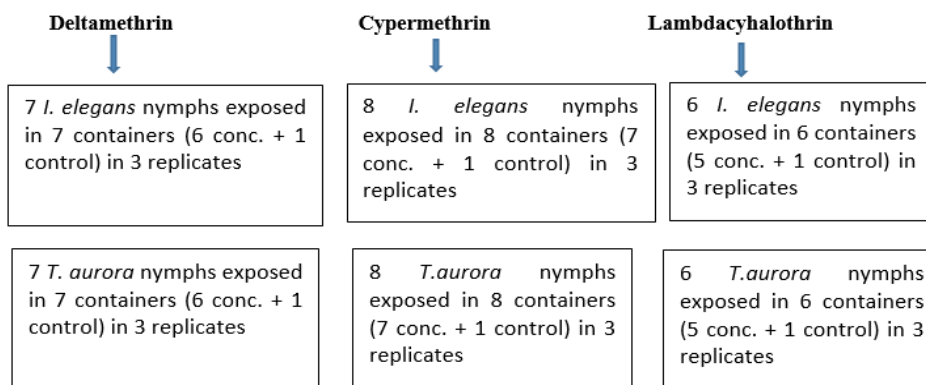 Deltamethrin
Cypermethrin
Lambdacyhalothrin
7 I. elegans nymphs exposed
in 7 containers (6 conc. + 1
control) in 3 replicates
8 I. elegans nymphs
exposed in 8 containers (7
conc. + 1 control) in 3
replicates
6 I. elegans nymphs
exposed in 6 containers
(5 conc. + 1 control) in
3 replicates
7 T. aurora nymphs exposed
in 7 containers (6 conc. + 1
control) in 3 replicates
8 T.aurora nymphs
exposed in 8 containers
(7 conc. + 1 control) in 3
replicates
6 T.aurora nymphs
exposed in 6 containers
(5 conc. + 1 control) in 3
replicates